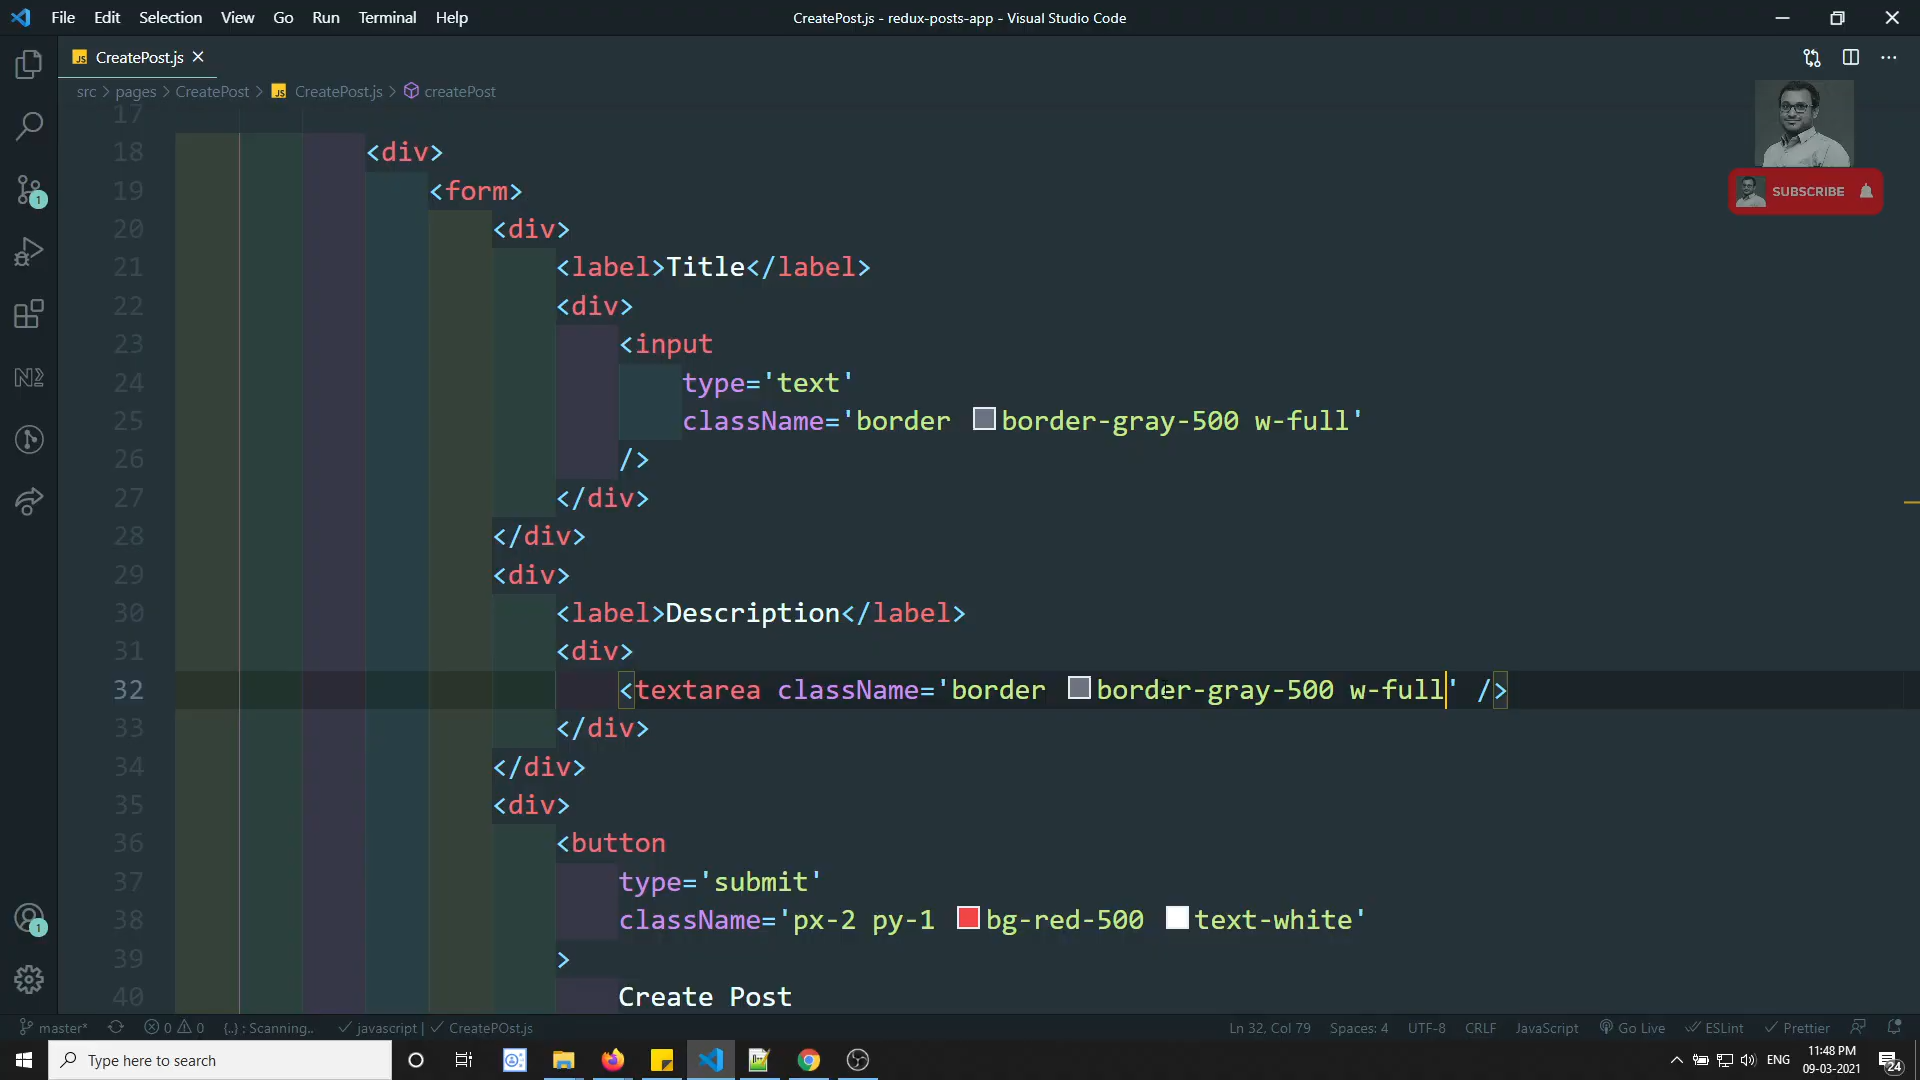 File Edit Selection View Go Run Terminal Help
CreatePost.js - redux-posts-app - Visual Studio Code
JS CreatePost.js
src > pages > CreatePost > JS CreatePost.js > createPost
17
18 <div>
19 <form>
20 <div>
21 <label>Title</label>
22 <div>
23 <input
24 type='text'
25 className='border border-gray-500 w-full'
26 />
27 </div>
28 </div>
29 <div>
30 <label>Description</label>
31 <div>
32 <textarea className='border border-gray-500 w-full' />
33 </div>
34 </div>
35 <div>
36 <button
37 type='submit'
38 className='px-2 py-1 bg-red-500 text-white'
39 >
40 Create Post
SUBSCRIBE
1
1
master* 0 0 {..} : Scanning.. javascript | CreatePOst.js Ln 32, Col 79 Spaces: 4 UTF-8 CRLF JavaScript Go Live ESLint Prettier
Type here to search
ENG
11:48 PM
09-03-2021
24